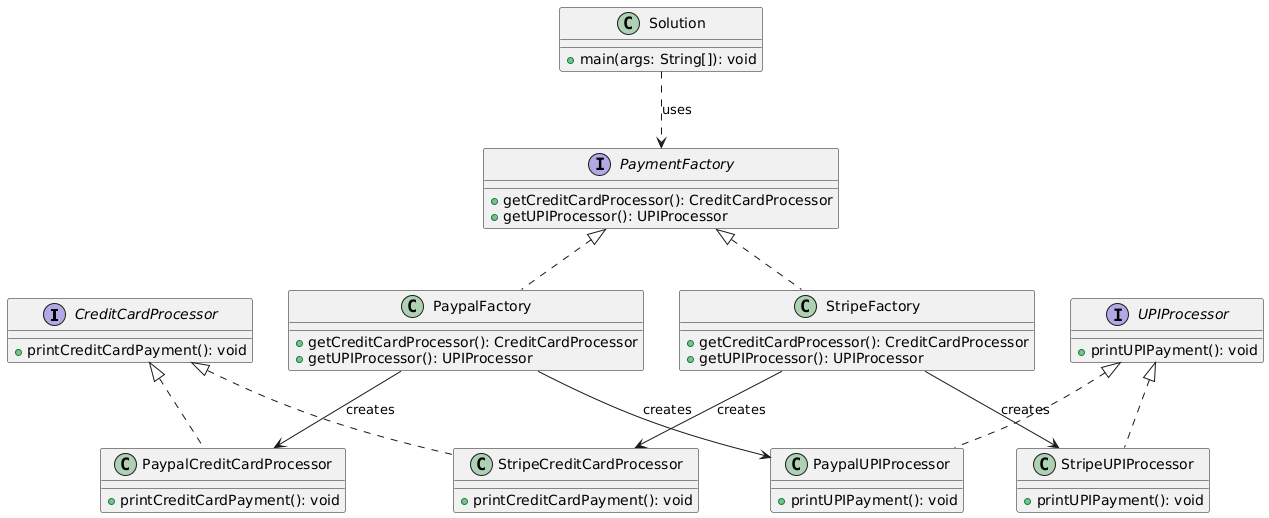 C Solution
main(args: String[]): void
uses
I PaymentFactory
getCreditCardProcessor(): CreditCardProcessor
getUPIProcessor(): UPIProcessor
I CreditCardProcessor
printCreditCardPayment(): void
C PaypalFactory
getCreditCardProcessor(): CreditCardProcessor
getUPIProcessor(): UPIProcessor
C StripeFactory
getCreditCardProcessor(): CreditCardProcessor
getUPIProcessor(): UPIProcessor
I UPIProcessor
printUPIPayment(): void
creates
creates
creates
creates
C PaypalCreditCardProcessor
printCreditCardPayment(): void
C StripeCreditCardProcessor
printCreditCardPayment(): void
C PaypalUPIProcessor
printUPIPayment(): void
C StripeUPIProcessor
printUPIPayment(): void